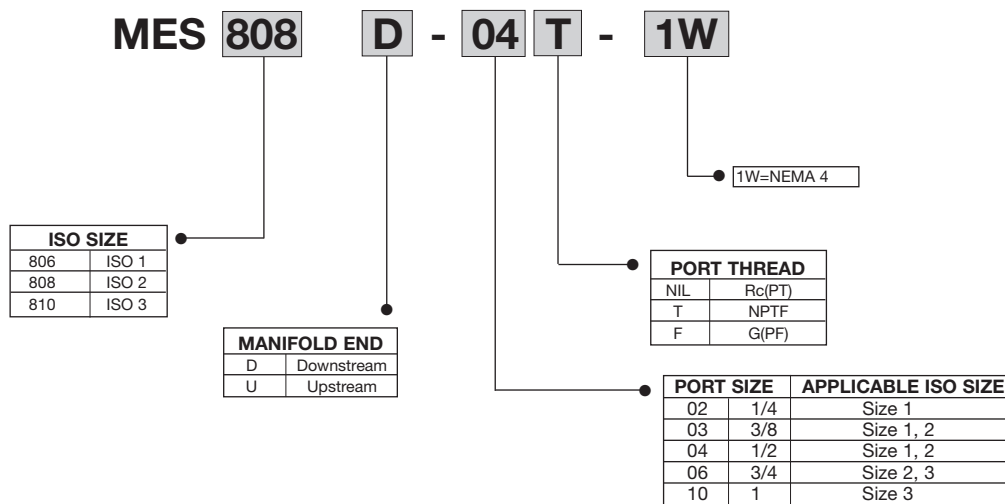 MES 808 D - 04 T - 1W
1W=NEMA 4
ISO SIZE
806 ISO 1
808 ISO 2
810 ISO 3
PORT THREAD
NIL Rc(PT)
T NPTF
F G(PF)
MANIFOLD END
D Downstream
U Upstream
PORT SIZE APPLICABLE ISO SIZE
02 1/4 Size 1
03 3/8 Size 1, 2
04 1/2 Size 1, 2
06 3/4 Size 2, 3
10 1 Size 3